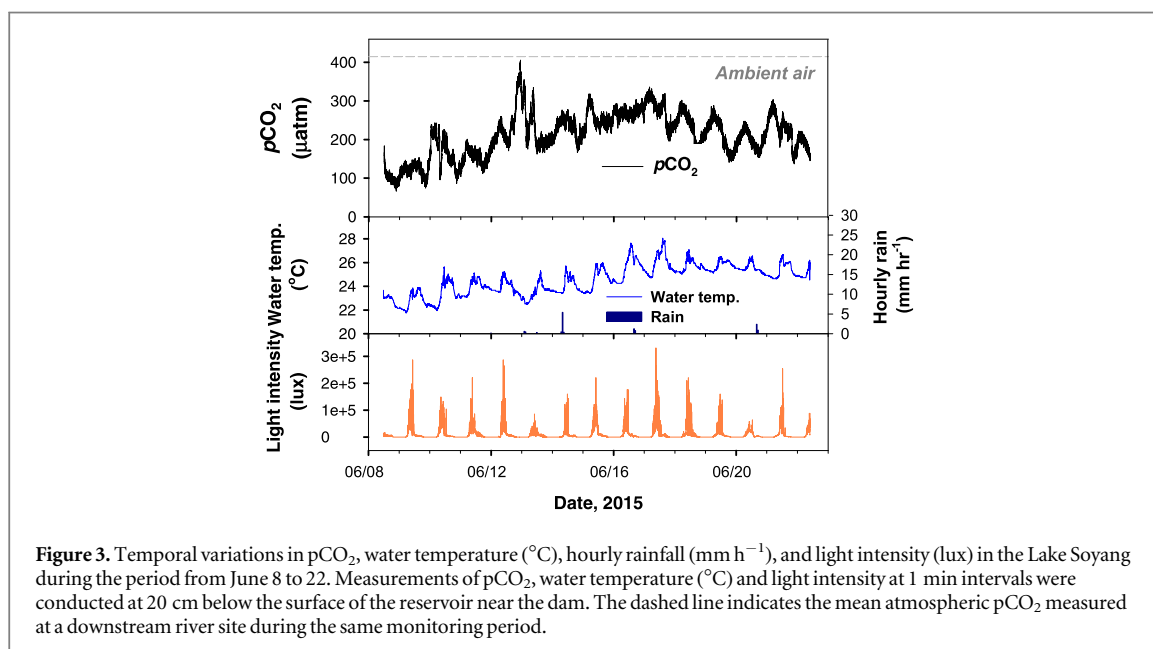 400
300
200
100
0
pCO2
(µatm)
Ambient air
pCO2
28
26
24
22
20
Water temp.
(°C)
30
25
20
15
10
5
0
Hourly rain
(mm hr-1)
Water temp.
Rain
3e+5
2e+5
1e+5
0
Light intensity
(lux)
06/08
06/12
06/16
06/20
Date, 2015
Figure 3. Temporal variations in pCO2, water temperature (°C), hourly rainfall (mm h−1), and light intensity (lux) in the Lake Soyang
during the period from June 8 to 22. Measurements of pCO2, water temperature (°C) and light intensity at 1 min intervals were
conducted at 20 cm below the surface of the reservoir near the dam. The dashed line indicates the mean atmospheric pCO2 measured
at a downstream river site during the same monitoring period.